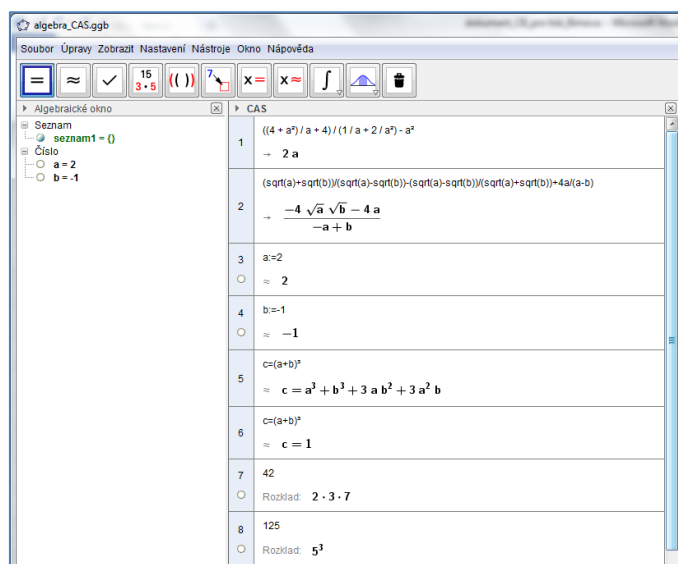 algebra_CAS.ggb
Soubor Úpravy Zobrazit Nastavení Nástroje Okno Nápověda
= ≈ ✓ 15 3·5 (( )) 7 x = x ≈ ∫
Algebraické okno
Seznam
seznam1 = {}
Číslo
a = 2
b = -1
CAS
1
((4 + a²) / a + 4) / (1 / a + 2 / a²) - a²
→ 2 a
2
(sqrt(a)+sqrt(b))/(sqrt(a)-sqrt(b))-(sqrt(a)-sqrt(b))/(sqrt(a)+sqrt(b))+4a/(a-b)
→ −4 √a √b − 4 a
−a + b
3
a:=2
≈ 2
4
b:=-1
≈ −1
5
c=(a+b)³
≈ c = a³ + b³ + 3 a b² + 3 a² b
6
c=(a+b)³
≈ c = 1
7
42
Rozklad: 2 · 3 · 7
8
125
Rozklad: 5³